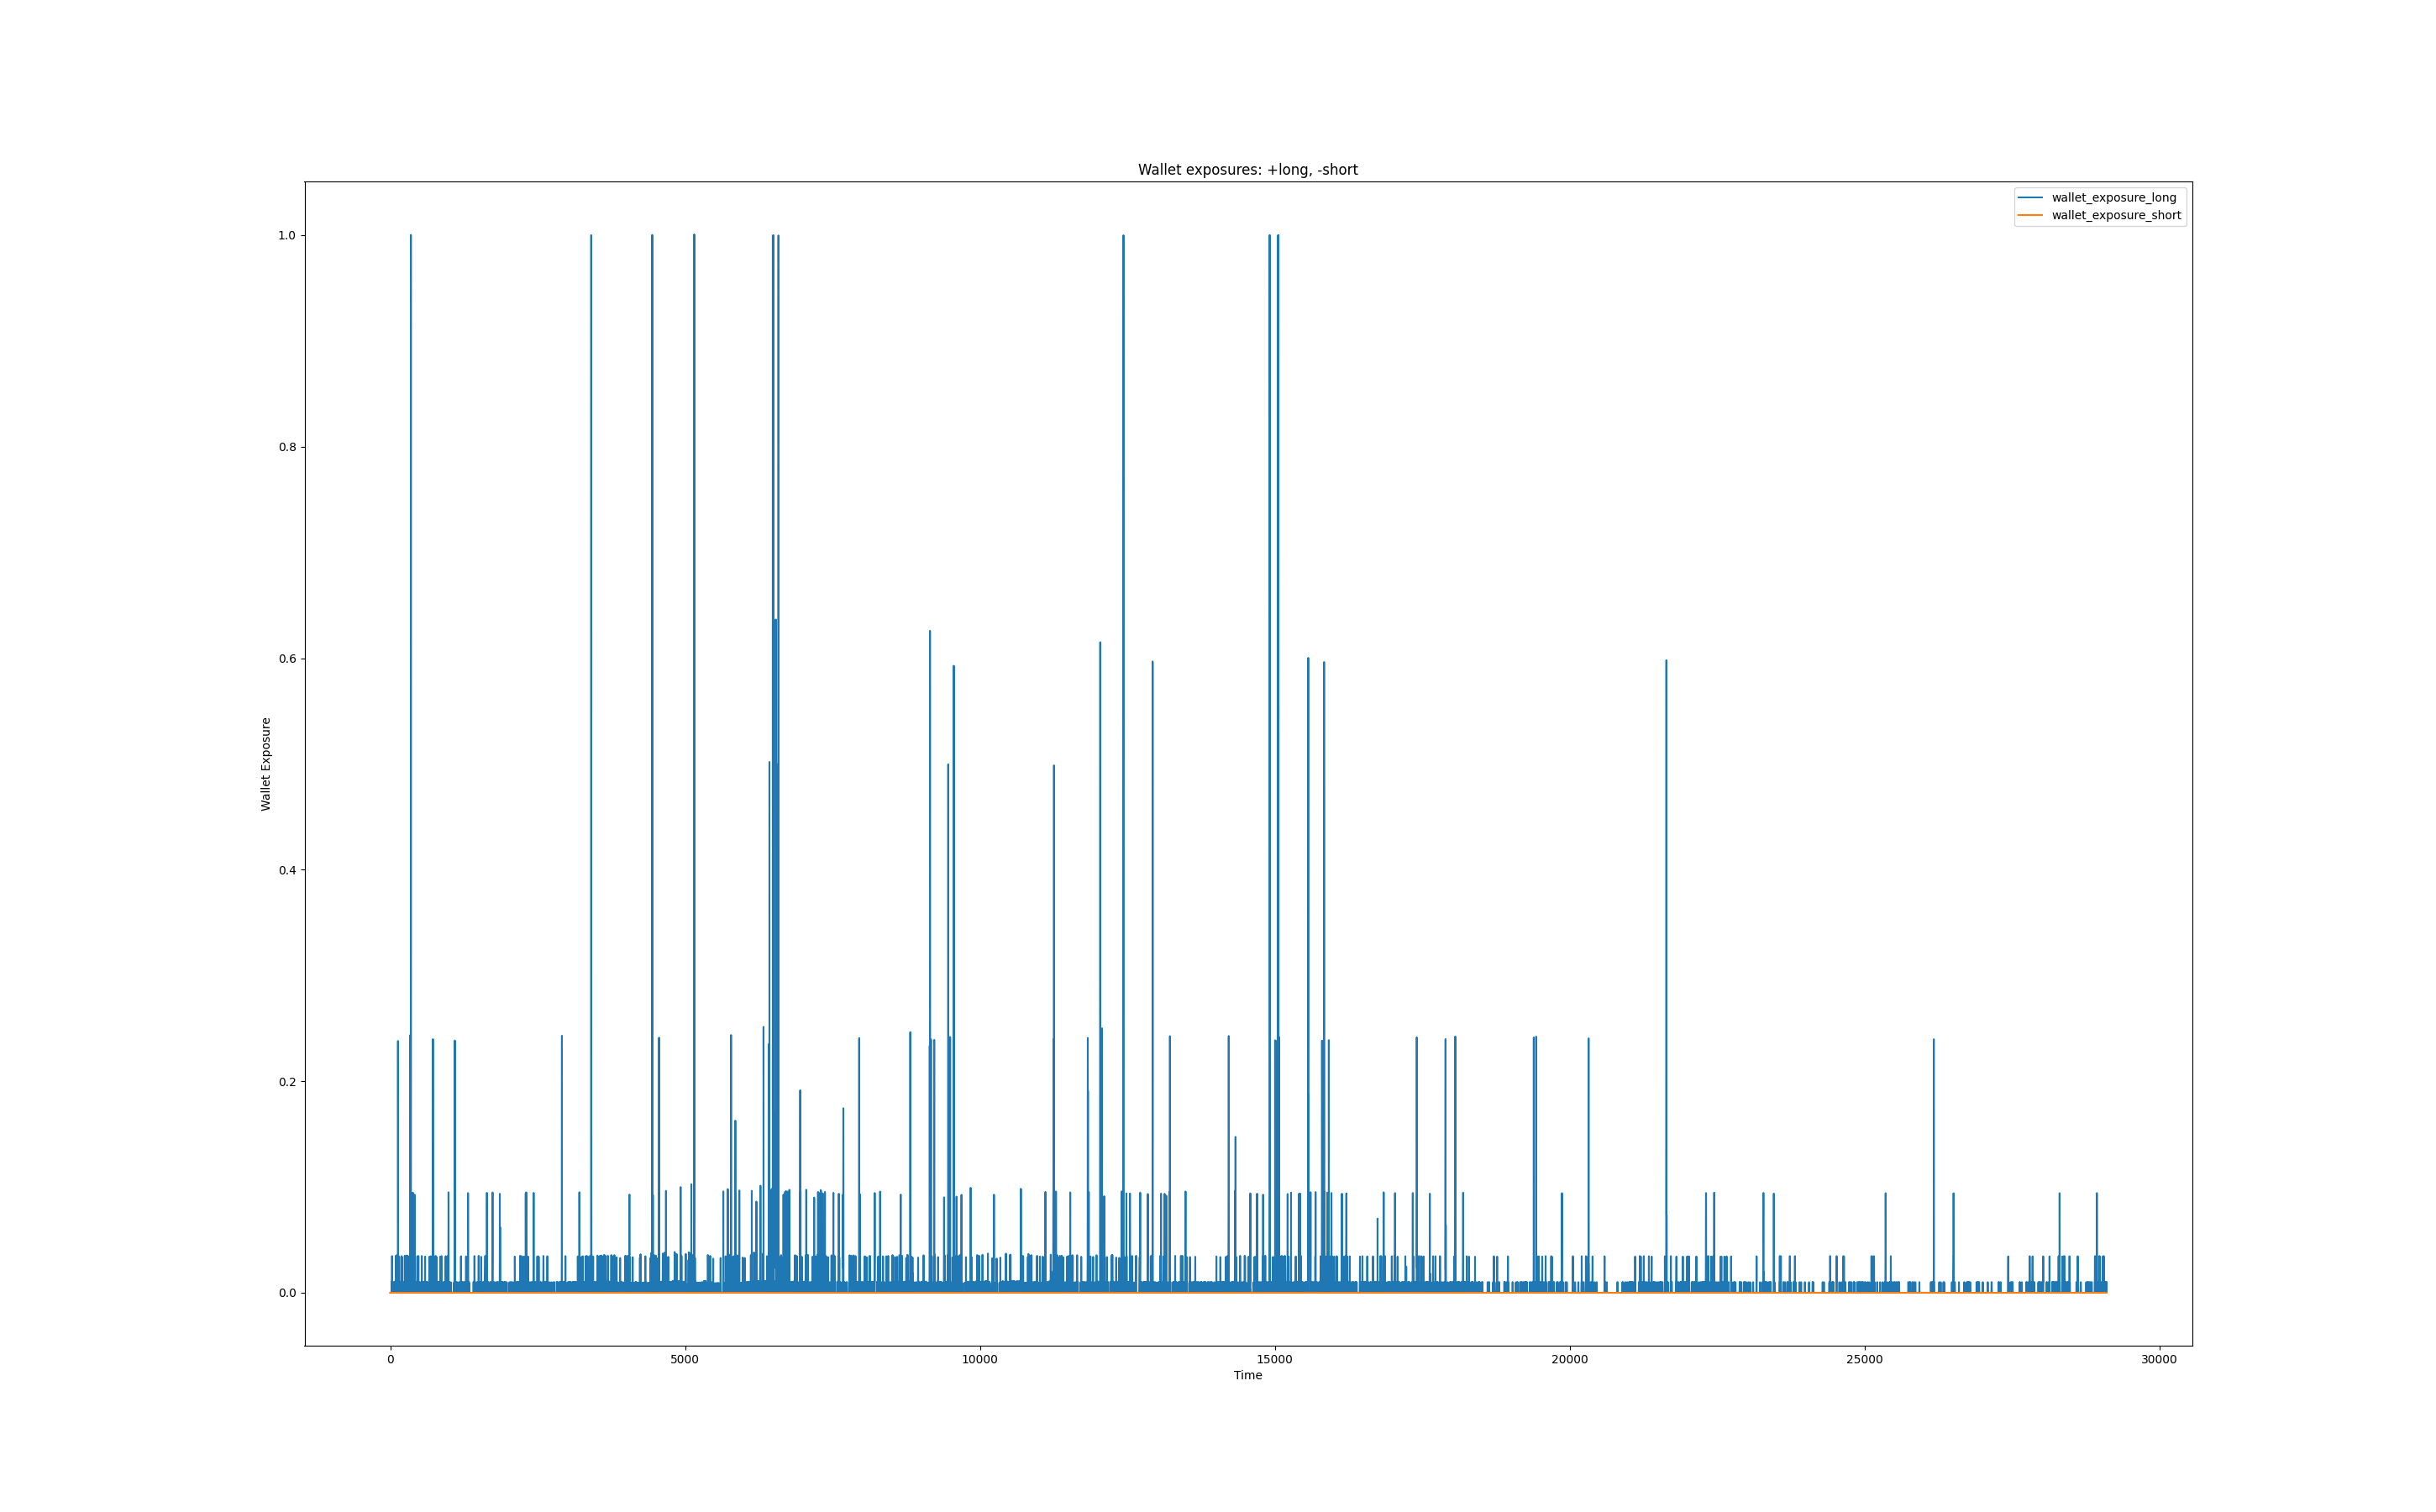 Wallet exposures: +long, -short
wallet_exposure_long
wallet_exposure_short
1.0
0.8
0.6
0.4
0.2
0.0
Wallet Exposure
0 5000 10000 15000 20000 25000 30000
Time